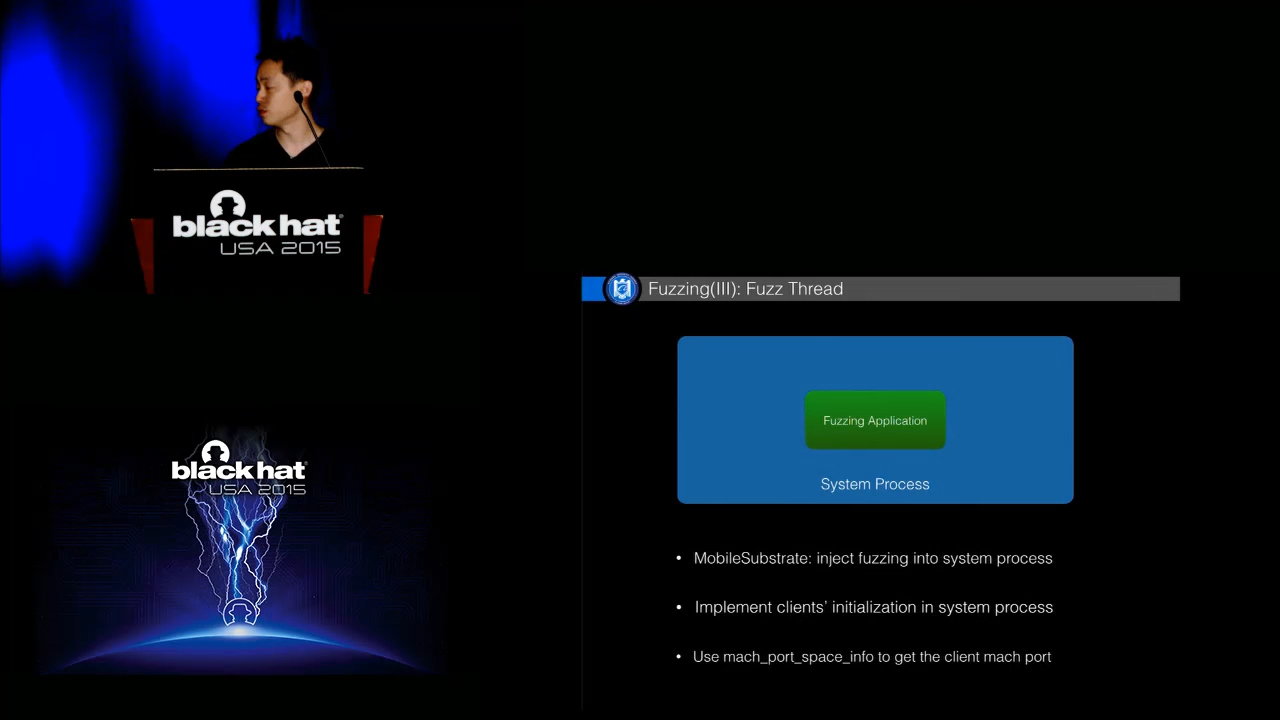 black hat
USA 2015
black hat
USA 2015
Fuzzing(III): Fuzz Thread
Fuzzing Application
System Process
• MobileSubstrate: inject fuzzing into system process
• Implement clients' initialization in system process
• Use mach_port_space_info to get the client mach port